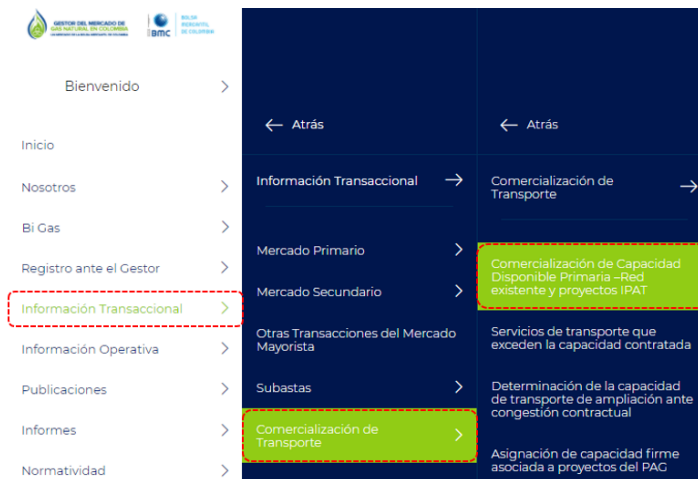 GESTOR DEL MERCADO DE
GAS NATURAL EN COLOMBIA
BMC
BOLSA
MERCANTIL
DE COLOMBIA
Bienvenido
Inicio
Nosotros
Bi Gas
Registro ante el Gestor
Información Transaccional
Información Operativa
Publicaciones
Informes
Normatividad
Atrás
Información Transaccional
Mercado Primario
Mercado Secundario
Otras Transacciones del Mercado
Mayorista
Subastas
Comercialización de
Transporte
Atrás
Comercialización de
Transporte
Comercialización de Capacidad
Disponible Primaria –Red
existente y proyectos IPAT
Servicios de transporte que
exceden la capacidad contratada
Determinación de la capacidad
de transporte de ampliación ante
congestión contractual
Asignación de capacidad firme
asociada a proyectos del PAG